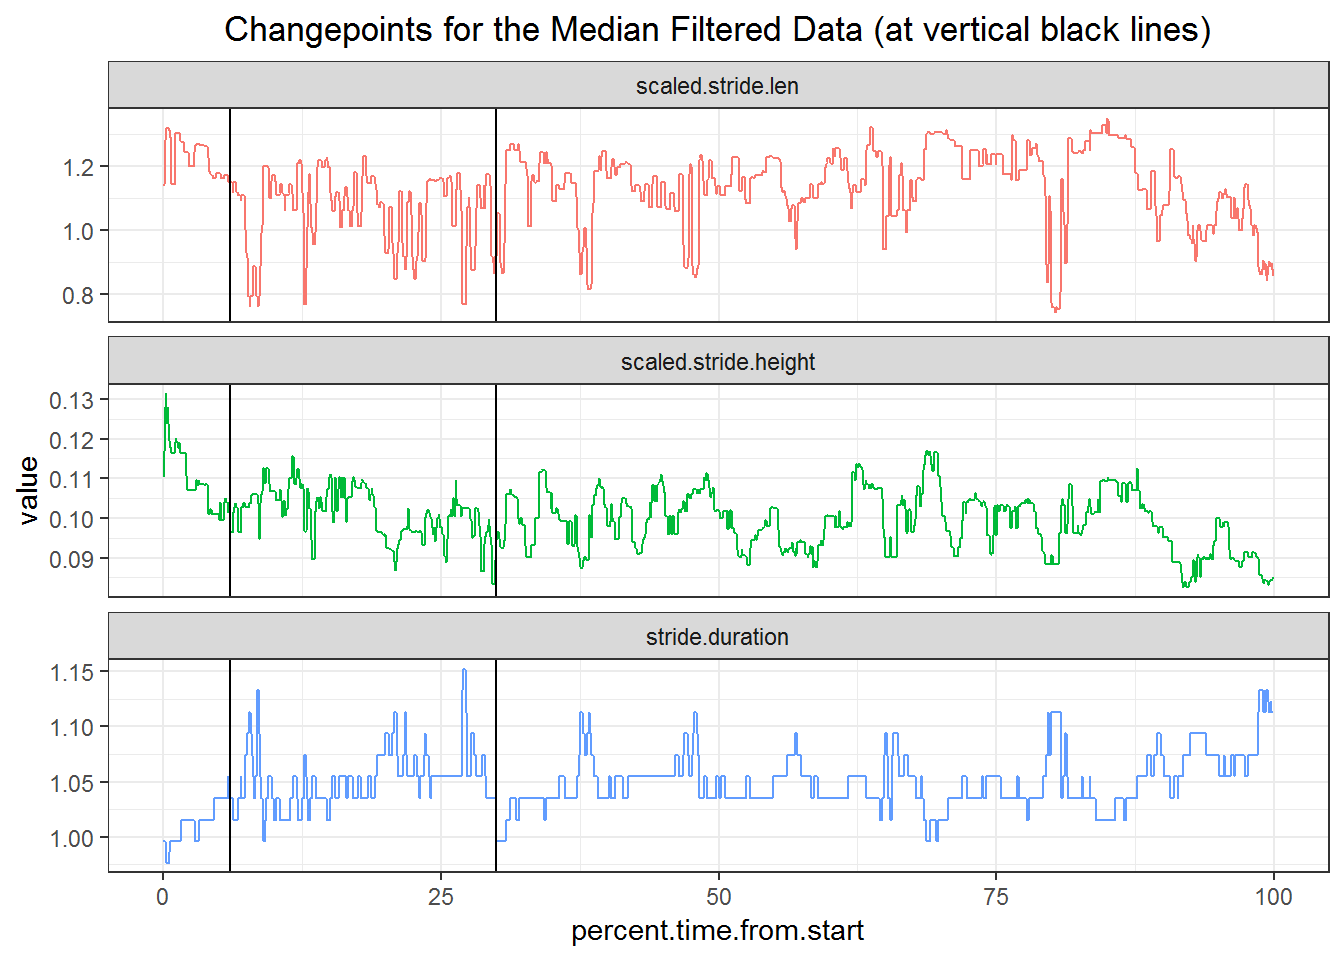 Changepoints for the Median Filtered Data (at vertical black lines)
scaled.stride.len
1.2
1.0
0.8
scaled.stride.height
0.13
0.12
0.11
0.10
0.09
value
stride.duration
1.15
1.10
1.05
1.00
0 25 50 75 100
percent.time.from.start